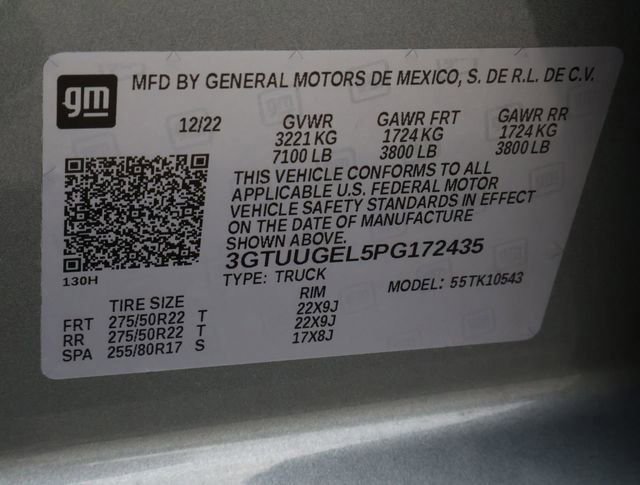 gm
MFD BY GENERAL MOTORS DE MEXICO, S. DE R.L. DE C.V.
12/22 GVWR GAWR FRT GAWR RR
3221 KG 1724 KG 1724 KG
7100 LB 3800 LB 3800 LB
THIS VEHICLE CONFORMS TO ALL
APPLICABLE U.S. FEDERAL MOTOR
VEHICLE SAFETY STANDARDS IN EFFECT
ON THE DATE OF MANUFACTURE
SHOWN ABOVE.
3GTUUGEL5PG172435
130H
TYPE: TRUCK MODEL: 55TK10543
TIRE SIZE RIM
FRT 275/50R22 T 22X9J
RR 275/50R22 T 22X9J
SPA 255/80R17 S 17X8J